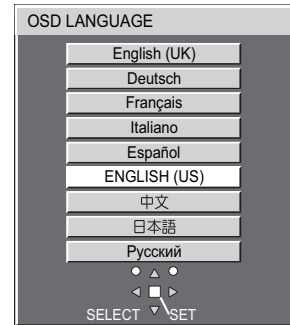 OSD LANGUAGE
English (UK)
Deutsch
Français
Italiano
Español
ENGLISH (US)
中文
日本語
Русский
SELECT SET